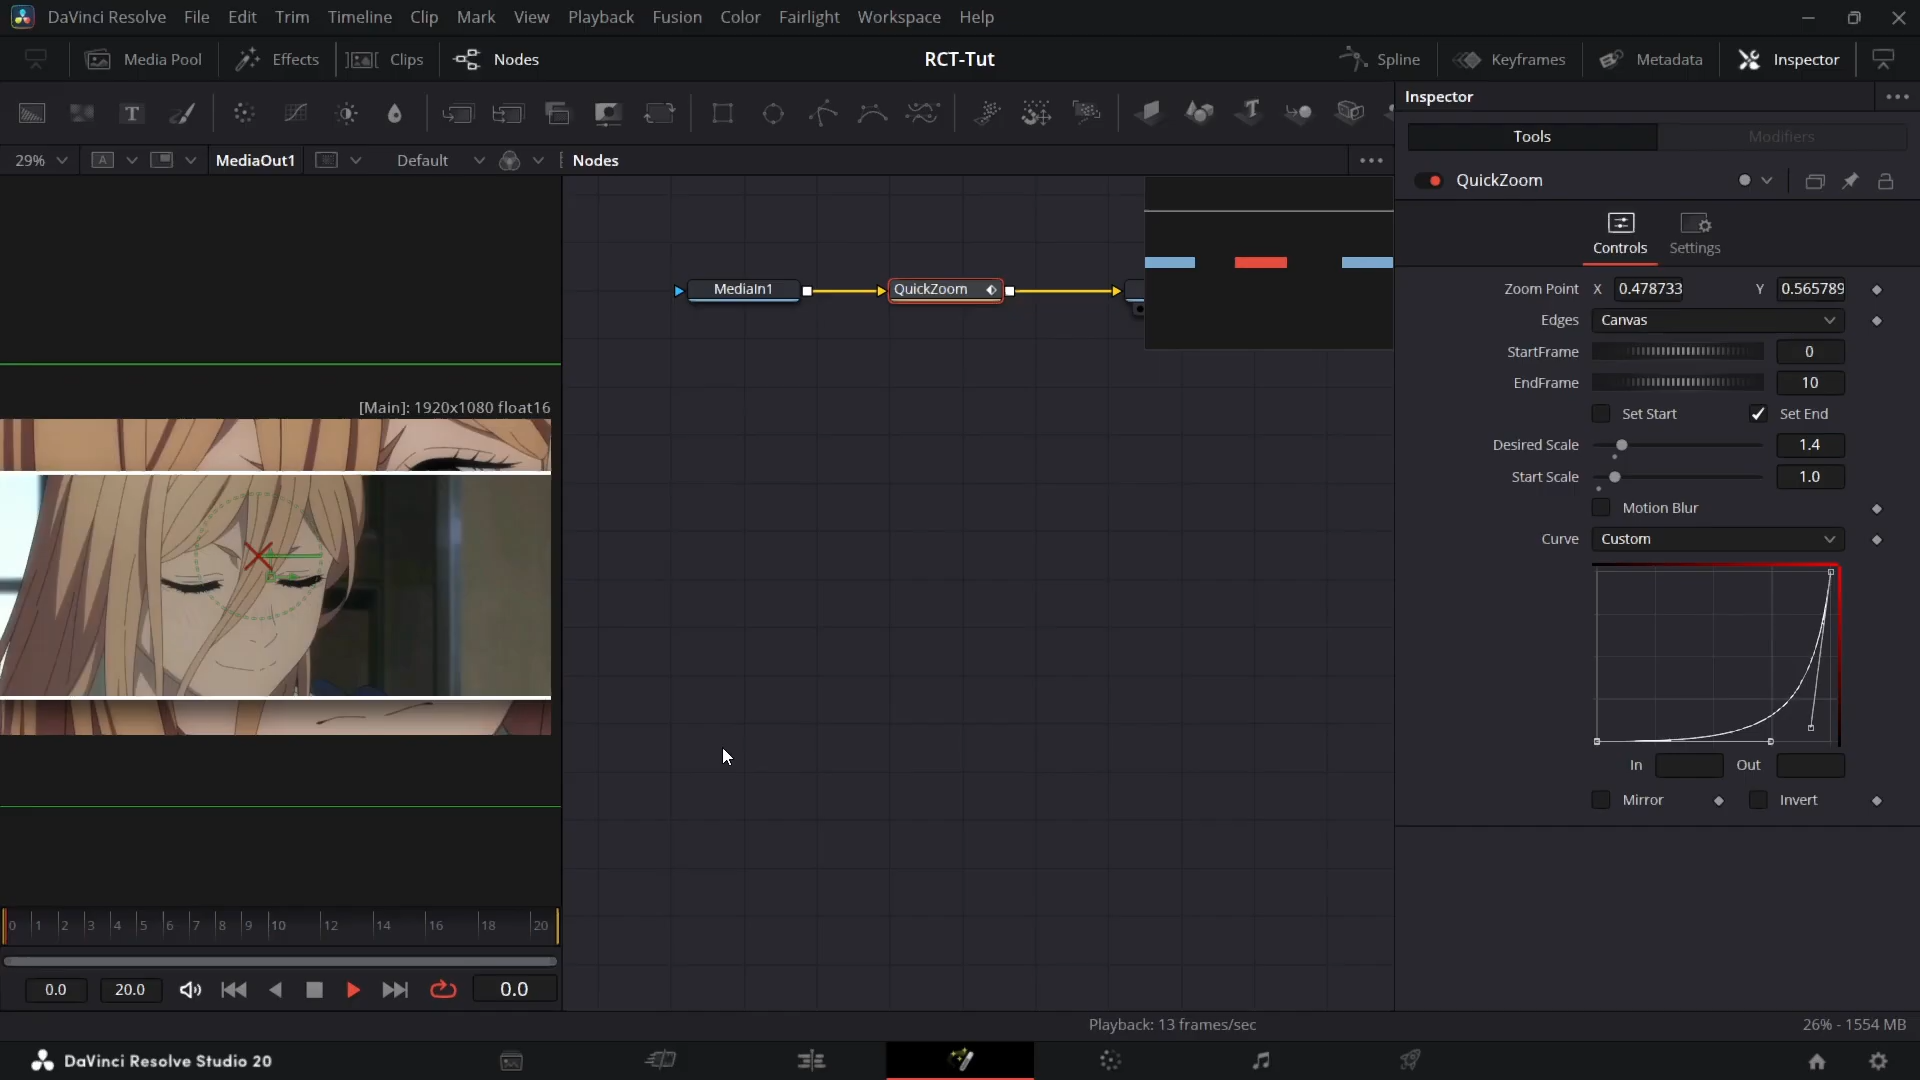 DaVinci Resolve File Edit Trim Timeline Clip Mark View Playback Fusion Color Fairlight Workspace Help
Media Pool Effects Clips Nodes RCT-Tut Spline Keyframes Metadata Inspector
Inspector
Tools Modifiers
29% A MediaOut1 Default Nodes
QuickZoom
Controls Settings
MediaIn1 QuickZoom
Zoom Point X 0.478733 Y 0.565789
Edges Canvas
StartFrame 0
EndFrame 10
Set Start Set End
[Main]: 1920x1080 float16
Desired Scale 1.4
Start Scale 1.0
Motion Blur
Curve Custom
In Out
Mirror Invert
0 1 2 3 4 5 6 7 8 9 10 12 14 16 18 20
0.0 20.0 0.0
Playback: 13 frames/sec 26% - 1554 MB
DaVinci Resolve Studio 20